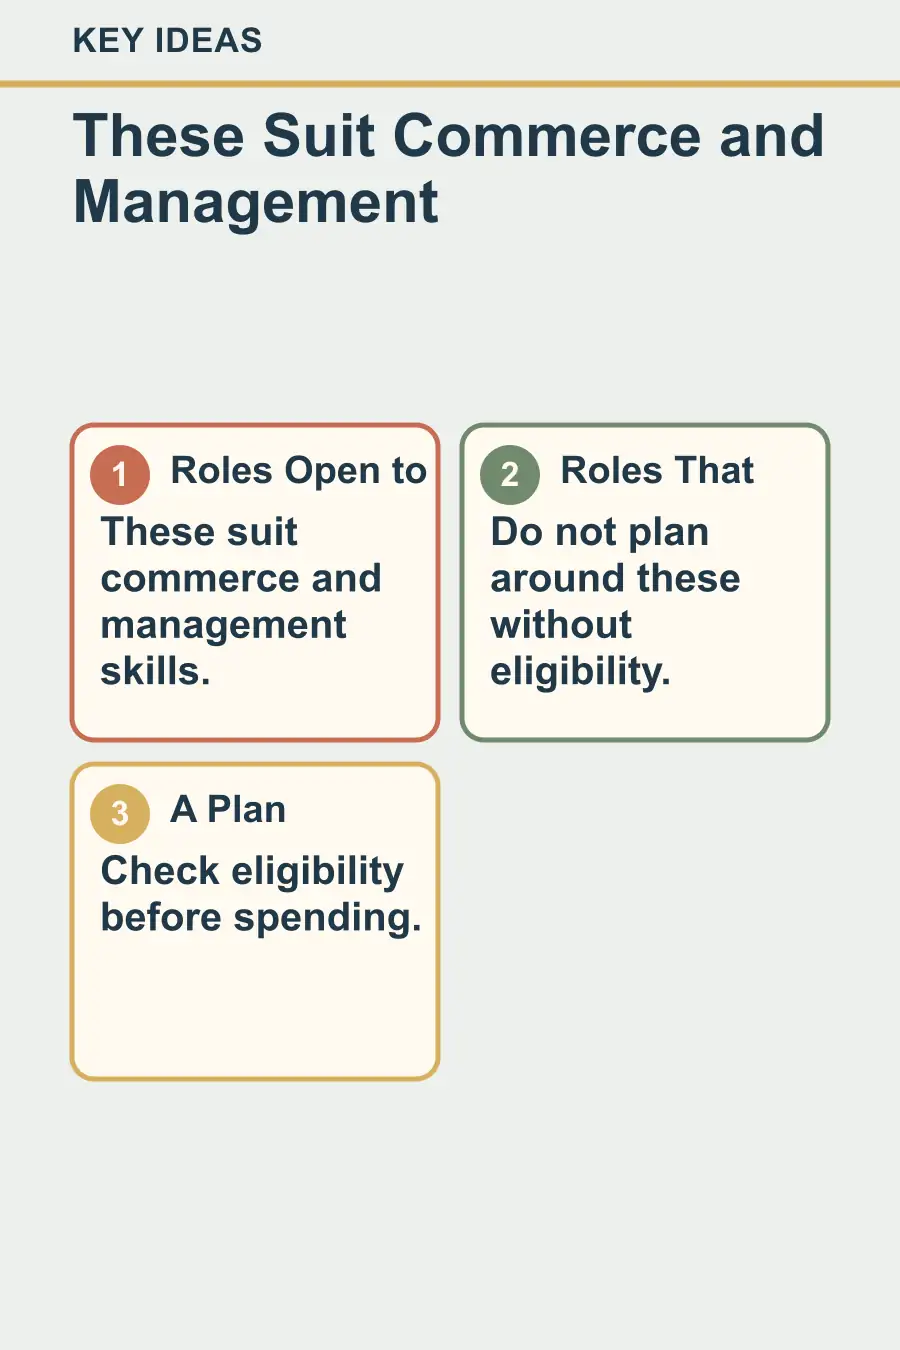 KEY IDEAS
These Suit Commerce and
Management
1 Roles Open to
These suit
commerce and
management
skills.
2 Roles That
Do not plan
around these
without
eligibility.
3 A Plan
Check eligibility
before spending.